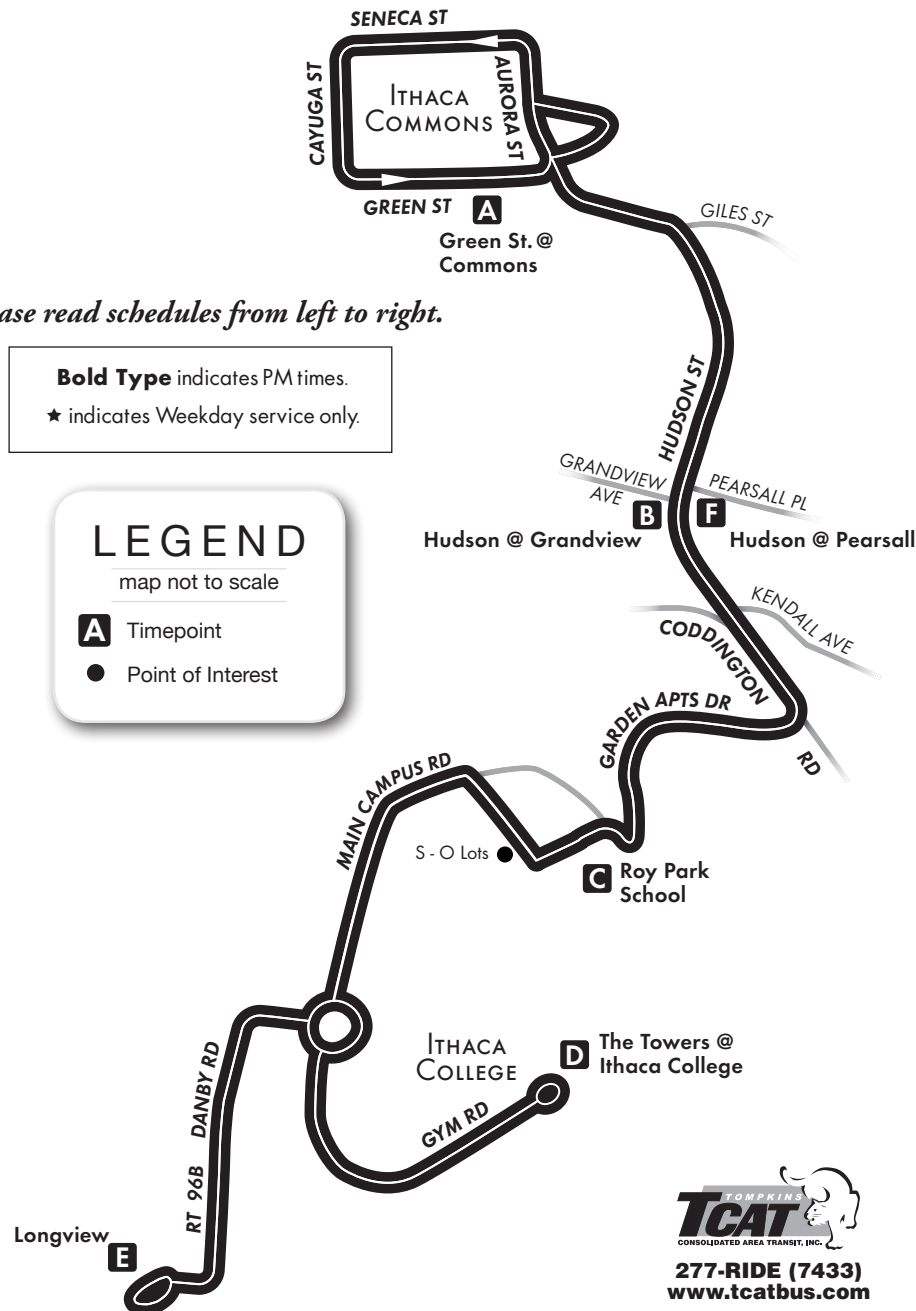 SENECA ST
CAYUGA ST
ITHACA
COMMONS
AURORA ST
GREEN ST
A
Green St. @
Commons
GILES ST
ase read schedules from left to right.
Bold Type indicates PM times.
★ indicates Weekday service only.
HUDSON ST
GRANDVIEW
AVE
PEARSALL PL
B
F
Hudson @ Grandview
Hudson @ Pearsall
LEGEND
map not to scale
A Timepoint
● Point of Interest
KENDALL AVE
CODDINGTON
RD
GARDEN APTS DR
MAIN CAMPUS RD
S - O Lots
C
Roy Park
School
ITHACA
COLLEGE
D
The Towers @
Ithaca College
GYM RD
RT 96B DANBY RD
Longview
E
TOMPKINS
TCAT
CONSOLIDATED AREA TRANSIT, INC.
277-RIDE (7433)
www.tcatbus.com